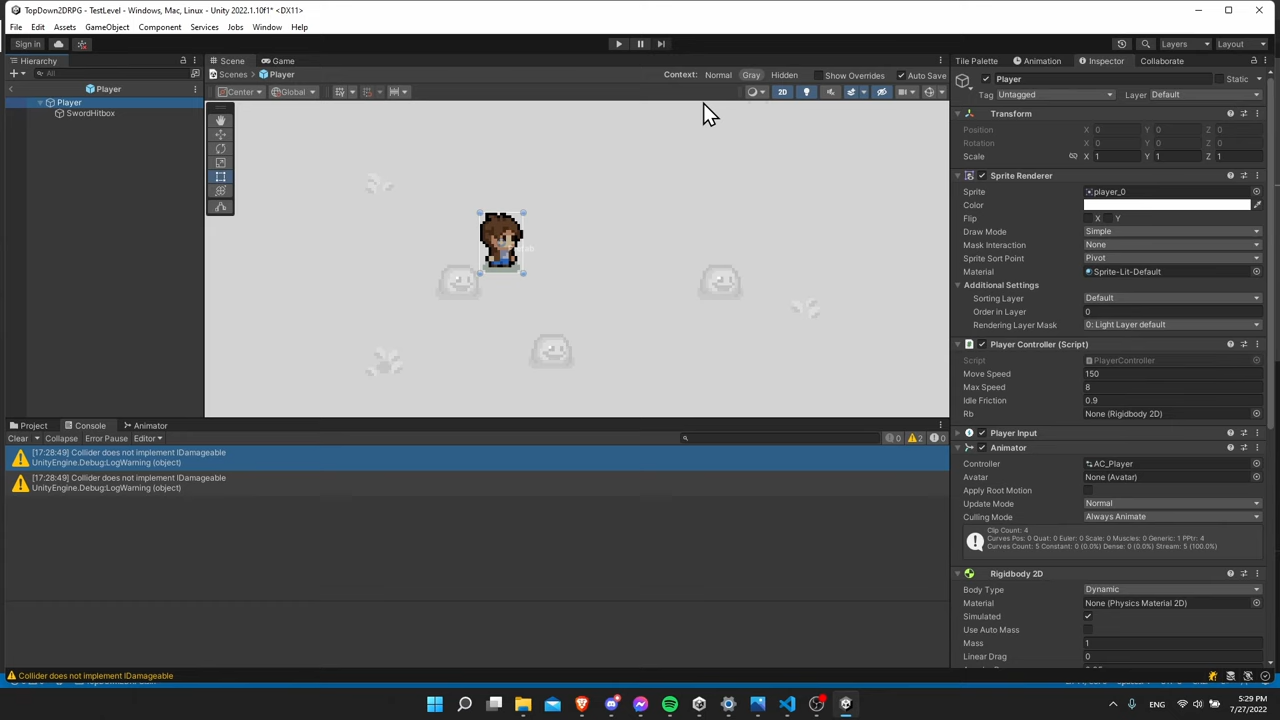 TopDown2DRPG - TestLevel - Windows, Mac, Linux - Unity 2022.1.10f1* <DX11>
File Edit Assets GameObject Component Services Jobs Window Help
Sign in
Layers Layout
Hierarchy
All
Player
Player
SwordHitbox
Scene Game
Scenes Player
Context: Normal Gray Hidden Show Overrides Auto Save
Center Global
2D
Project Console Animator
Clear Collapse Error Pause Editor
0 2 0
[17:28:49] Collider does not implement IDamageable
UnityEngine.Debug:LogWarning (object)
[17:28:49] Collider does not implement IDamageable
UnityEngine.Debug:LogWarning (object)
Tile Palette Animation Inspector Collaborate
Player Static
Tag Untagged Layer Default
Transform
Position X 0 Y 0 Z 0
Rotation X 0 Y 0 Z 0
Scale X 1 Y 1 Z 1
Sprite Renderer
Sprite player_0
Color
Flip X Y
Draw Mode Simple
Mask Interaction None
Sprite Sort Point Pivot
Material Sprite-Lit-Default
Additional Settings
Sorting Layer Default
Order in Layer 0
Rendering Layer Mask 0: Light Layer default
Player Controller (Script)
Script PlayerController
Move Speed 150
Max Speed 8
Idle Friction 0.9
Rb None (Rigidbody 2D)
Player Input
Animator
Controller AC_Player
Avatar None (Avatar)
Apply Root Motion
Update Mode Normal
Culling Mode Always Animate
Clip Count: 4
Curves Pos: 0 Quat: 0 Euler: 0 Scale: 0 Muscles: 0 Generic: 1 PPtr: 4
Curves Count: 5 Constant: 0 (0.0%) Dense: 0 (0.0%) Stream: 5 (100.0%)
Rigidbody 2D
Body Type Dynamic
Material None (Physics Material 2D)
Simulated
Use Auto Mass
Mass 1
Linear Drag 0
Collider does not implement IDamageable
ENG
5:29 PM
7/27/2022